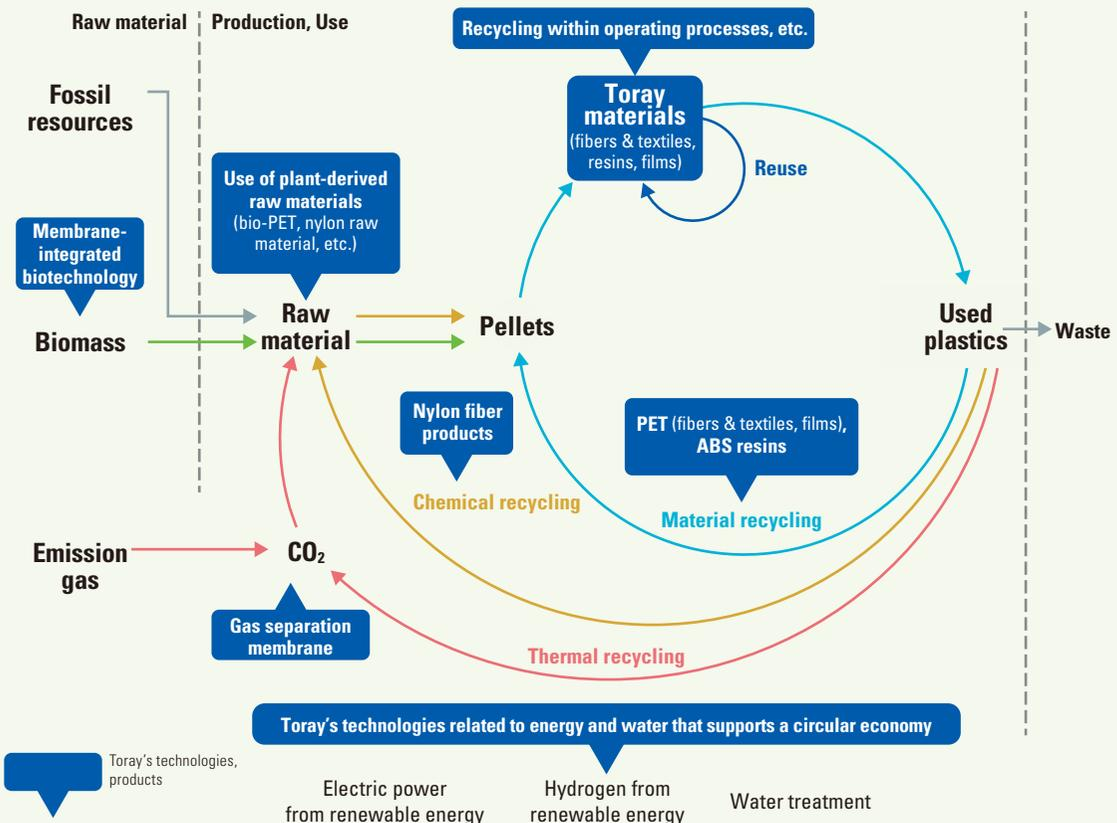 Raw material
Production, Use
Recycling within operating processes, etc.
Fossil
resources
Toray
materials
(fibers & textiles,
resins, films)
Reuse
Use of plant-derived
raw materials
(bio-PET, nylon raw
material, etc.)
Membrane-
integrated
biotechnology
Biomass
Raw
material
Pellets
Used
plastics
Waste
Nylon fiber
products
PET (fibers & textiles, films),
ABS resins
Chemical recycling
Material recycling
Emission
gas
CO₂
Gas separation
membrane
Thermal recycling
Toray's technologies related to energy and water that supports a circular economy
Toray's technologies,
products
Electric power
from renewable energy
Hydrogen from
renewable energy
Water treatment